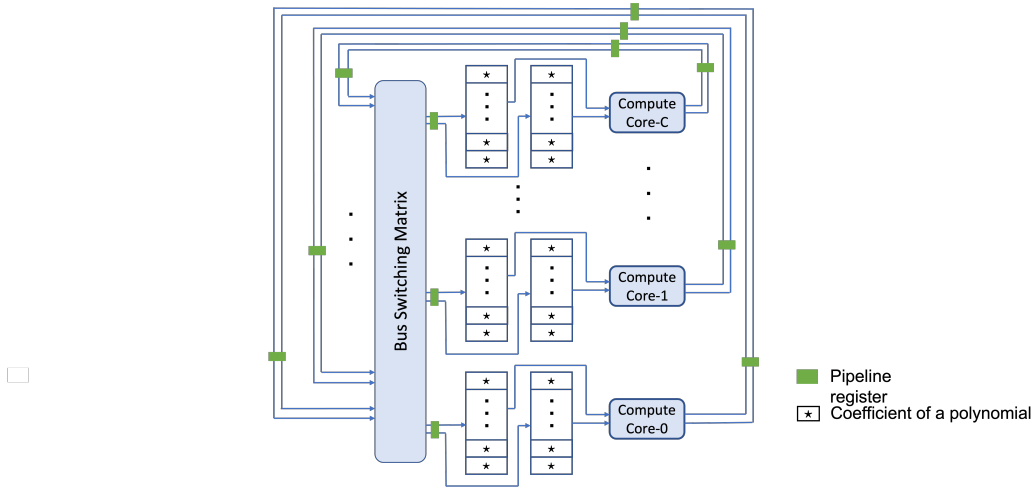 Compute
Core-C
Bus Switching Matrix
Compute
Core-1
Compute
Core-0
Pipeline
register
Coefficient of a polynomial